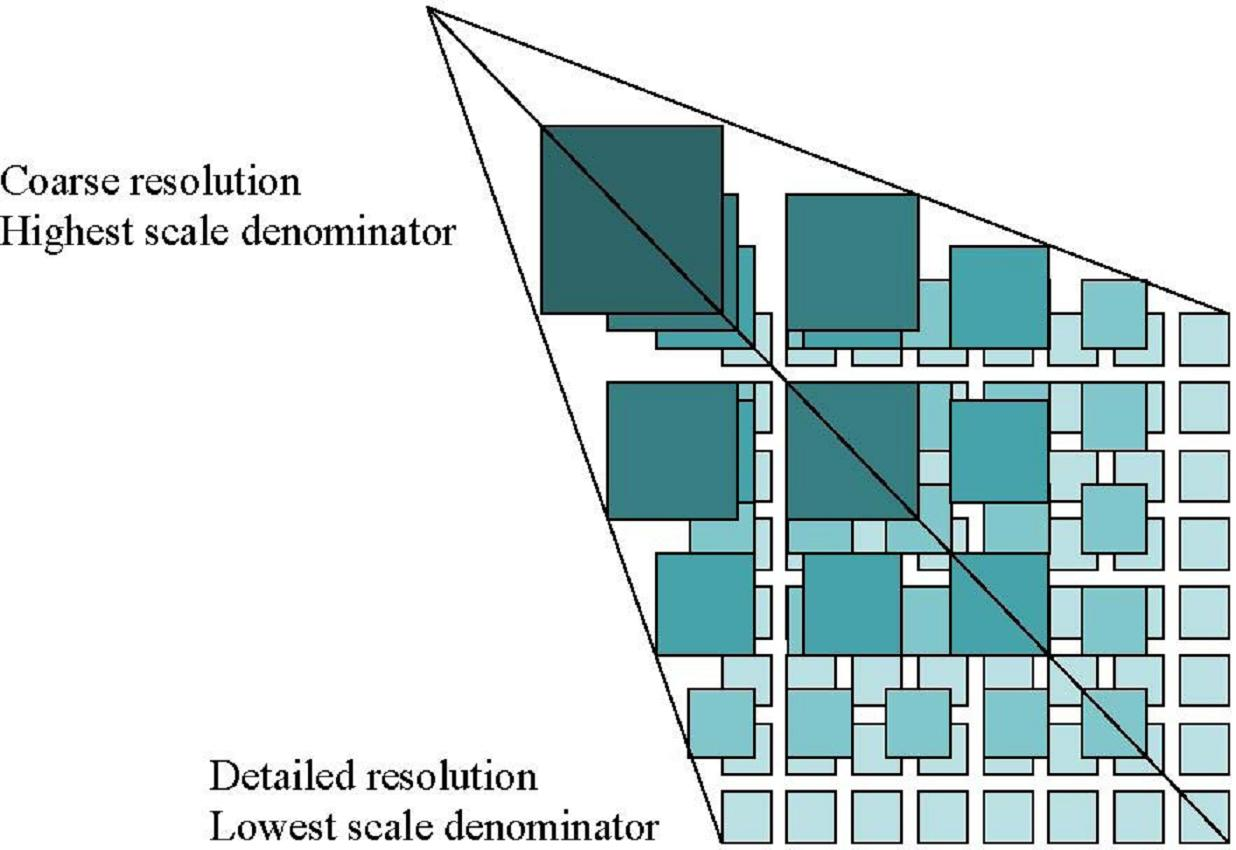 Coarse resolution
Highest scale denominator
Detailed resolution
Lowest scale denominator